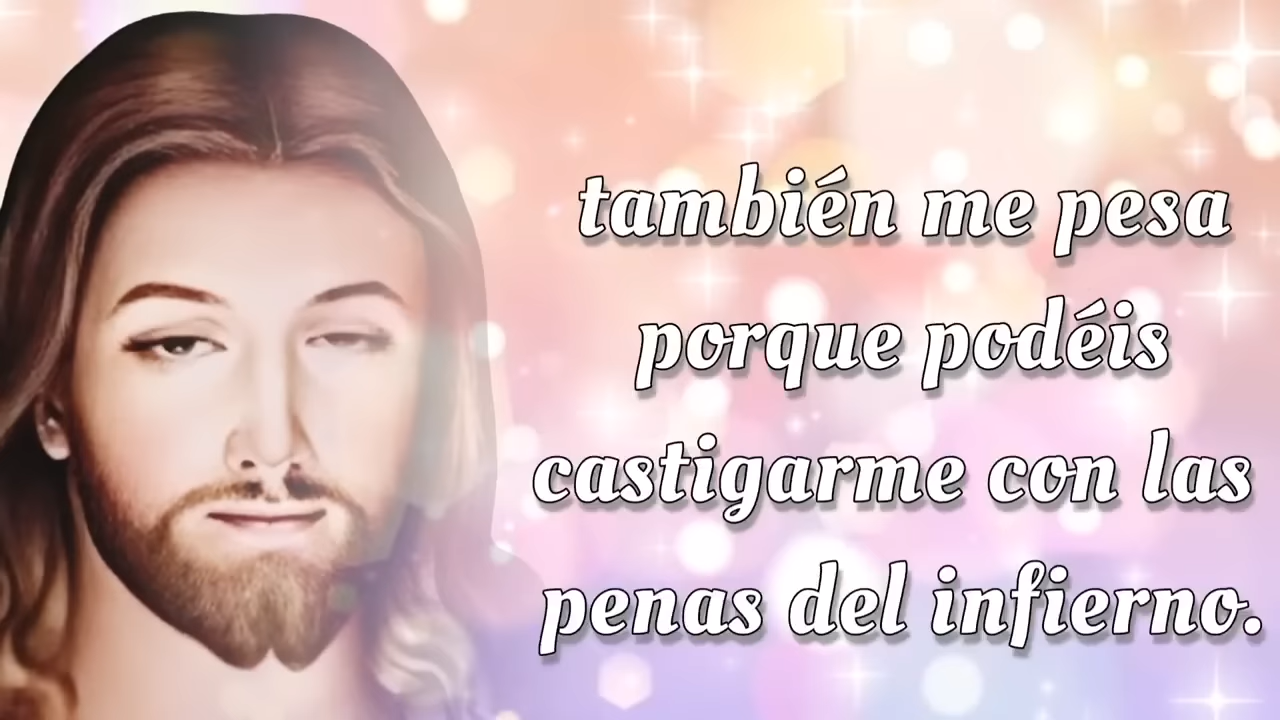 también me pesa
porque podéis
castigarme con las
penas del infierno.